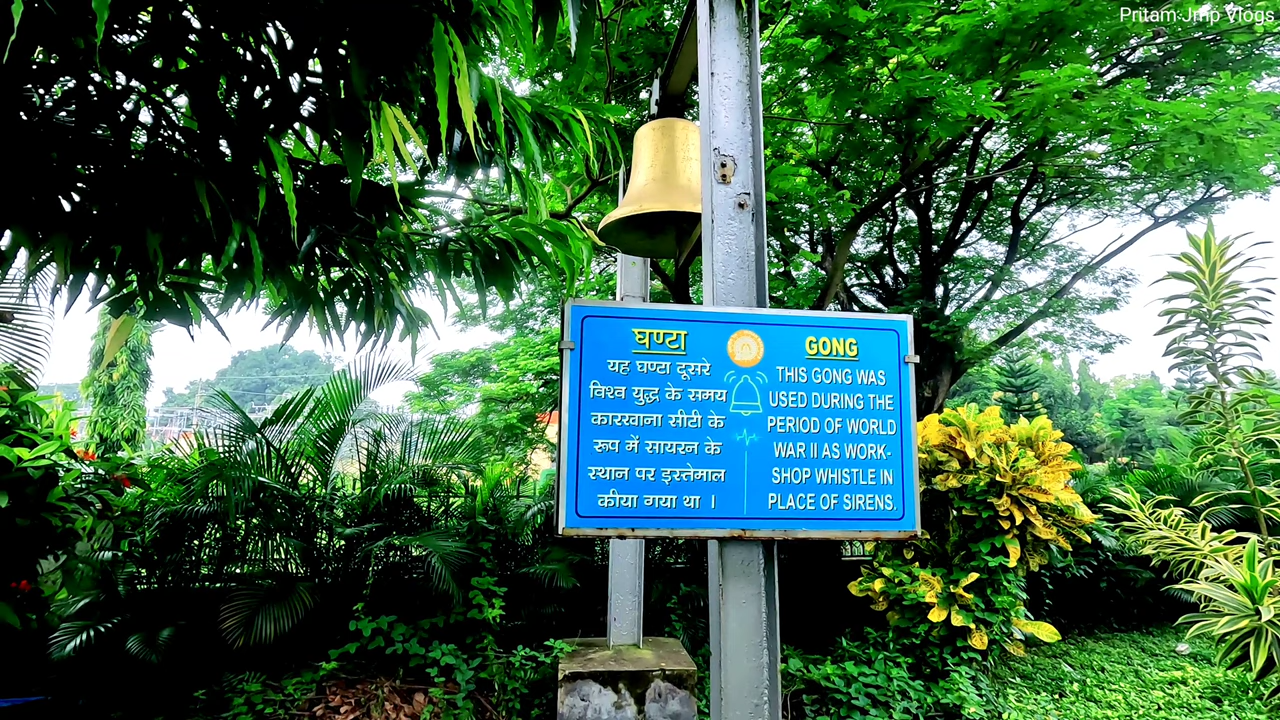 Pritam Jmp Vlogs
घण्टा
यह घण्टा दूसरे
विश्व युद्ध के समय
कारखाना सीटी के
रूप में सायरन के
स्थान पर इस्तेमाल
कीया गया था ।
GONG
THIS GONG WAS
USED DURING THE
PERIOD OF WORLD
WAR II AS WORK-
SHOP WHISTLE IN
PLACE OF SIRENS.